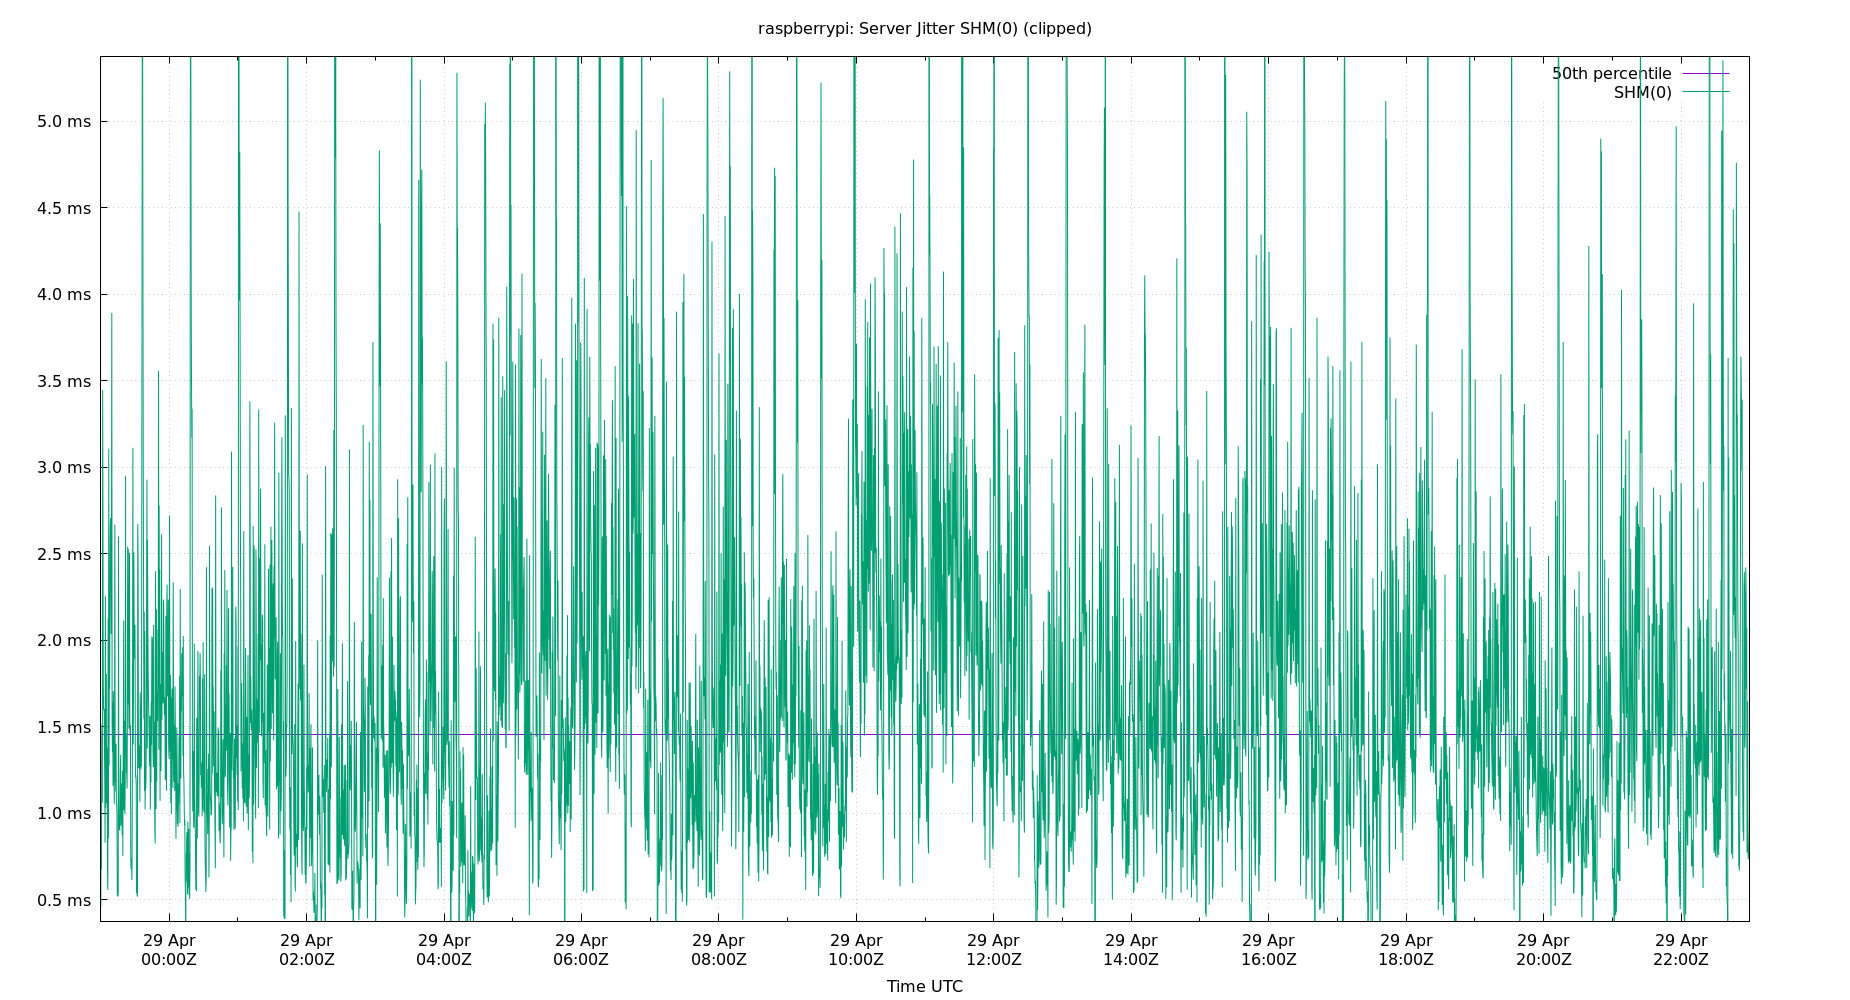 raspberrypi: Server Jitter SHM(0) (clipped)
50th percentile
SHM(0)
5.0 ms
4.5 ms
4.0 ms
3.5 ms
3.0 ms
2.5 ms
2.0 ms
1.5 ms
1.0 ms
0.5 ms
29 Apr 29 Apr 29 Apr 29 Apr 29 Apr 29 Apr 29 Apr 29 Apr 29 Apr 29 Apr 29 Apr 29 Apr
00:00Z 02:00Z 04:00Z 06:00Z 08:00Z 10:00Z 12:00Z 14:00Z 16:00Z 18:00Z 20:00Z 22:00Z
Time UTC